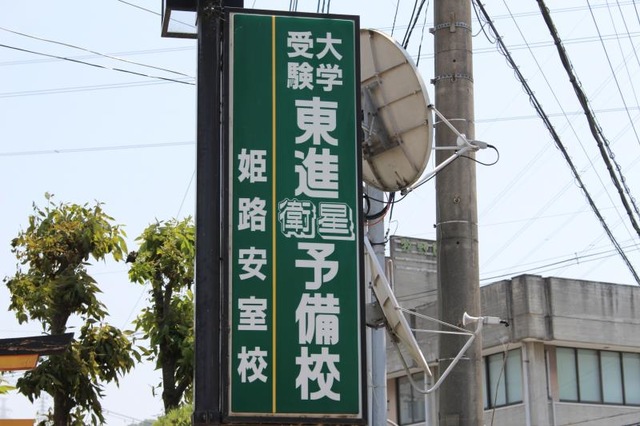 大学
受験
東進衛星予備校
姫路安室校